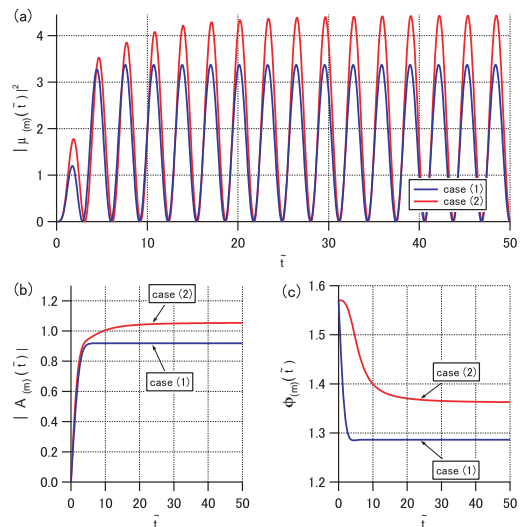 (a)
| μ (m) ( t̃ ) |²
4
3
2
1
0
0 10 20 30 40 50
t̃
case (1)
case (2)
(b)
| A (m) ( t̃ ) |
1.2
1.0
0.8
0.6
0.4
0.2
0.0
0 10 20 30 40 50
t̃
case (2)
case (1)
(c)
ϕ(m)( t̃ )
1.6
1.5
1.4
1.3
1.2
0 10 20 30 40 50
t̃
case (2)
case (1)